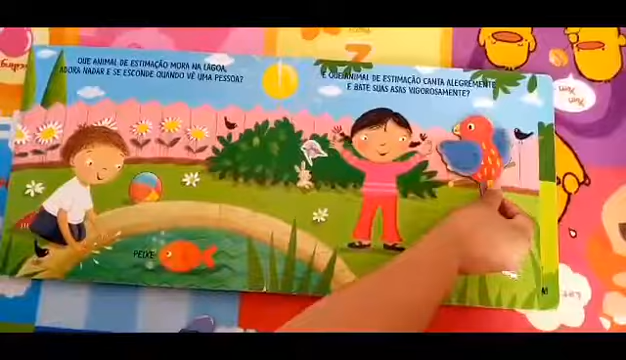 QUE ANIMAL DE ESTIMAÇÃO MORA NA LAGOA,
ADORA NADAR E SE ESCONDE QUANDO VÊ UMA PESSOA?
QUE ANIMAL DE ESTIMAÇÃO CANTA ALEGREMENTE
E BATE SUAS ASAS VIGOROSAMENTE?
PEIXE